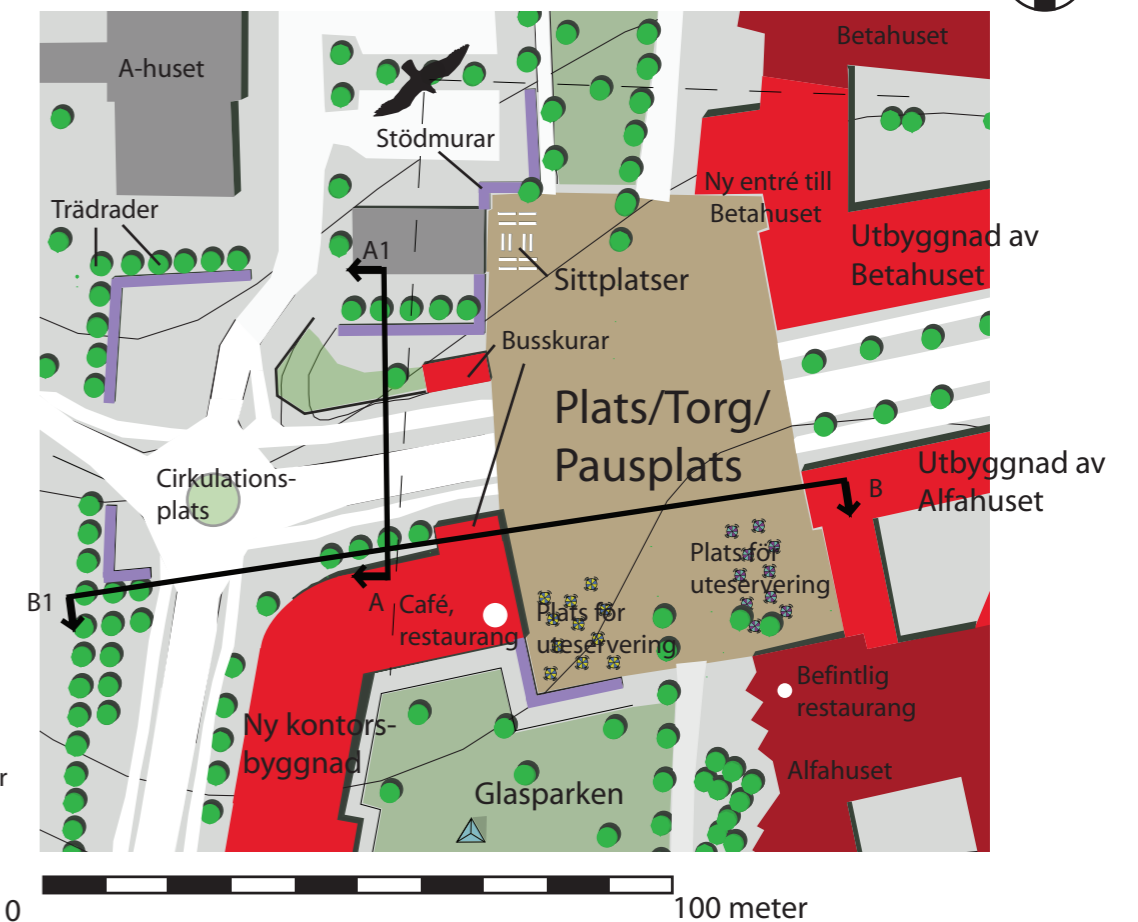 Betahuset
A-huset
Stödmurar
Ny entré till
Betahuset
Trädrader
Utbyggnad av
Betahuset
A1
Sittplatser
Busskurar
Plats/Torg/
Pausplats
Utbyggnad av
Alfahuset
Cirkulations-
plats
B
Plats för
uteservering
B1
A
Café,
restaurang
Plats för
uteservering
Befintlig
restaurang
Ny kontors-
byggnad
Alfahuset
r
Glasparken
0
100 meter